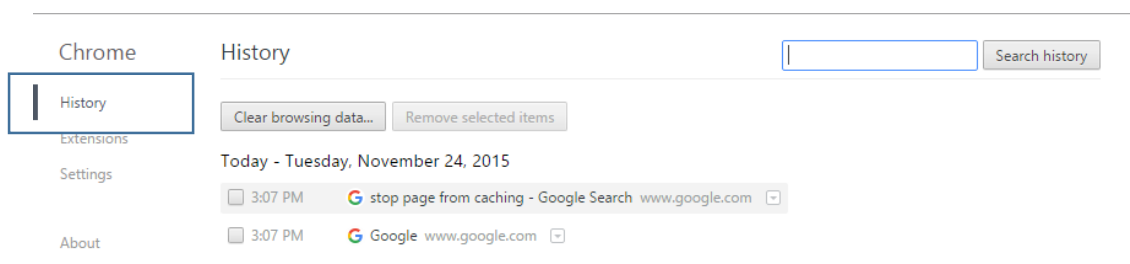 Chrome
History
Extensions
Settings
About
History
Search history
Clear browsing data... Remove selected items
Today - Tuesday, November 24, 2015
3:07 PM G stop page from caching - Google Search www.google.com
3:07 PM G Google www.google.com